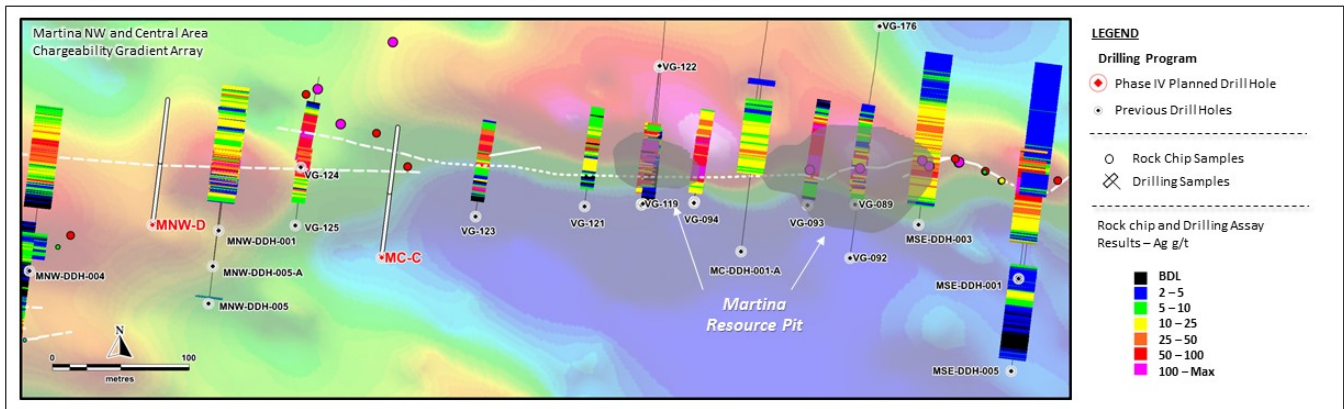 Martina NW and Central Area
Chargeability Gradient Array
VG-176
VG-122
VG-124
MNW-D
MNW-DDH-001
VG-125
VG-123
VG-121
VG-119
VG-094
VG-093
VG-089
MSE-DDH-003
MC-C
MNW-DDH-004
MNW-DDH-005-A
MC-DDH-001-A
VG-092
MSE-DDH-001
MNW-DDH-005
Martina
Resource Pit
N
0 100
metres
MSE-DDH-005
LEGEND
Drilling Program
Phase IV Planned Drill Hole
Previous Drill Holes
Rock Chip Samples
Drilling Samples
Rock chip and Drilling Assay
Results – Ag g/t
BDL
2 – 5
5 – 10
10 – 25
25 – 50
50 – 100
100 – Max